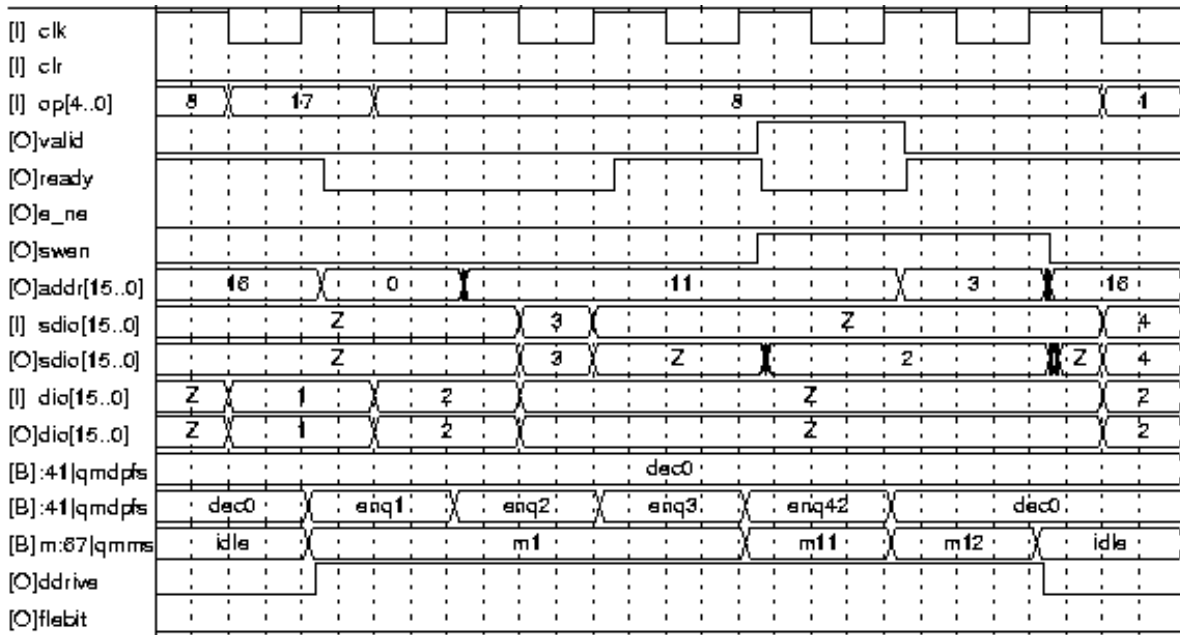 [I] clk
[I] clr
[I] op[4..0] 8 17 8 1
[O]valid
[O]ready
[O]e_ne
[O]swen
[O]addr[15..0] 16 0 11 3 16
[I] sdio[15..0] Z 3 Z 4
[O]sdio[15..0] Z 3 Z 2 Z 4
[I] dio[15..0] Z 1 2 Z 2
[O]dio[15..0] Z 1 2 Z 2
[B]:41|qmdpfs dec0
[B]:41|qmdpfs dec0 enq1 enq2 enq3 enq42 dec0
[B]m:67|qmms idle m1 m11 m12 idle
[O]ddrive
[O]flebit